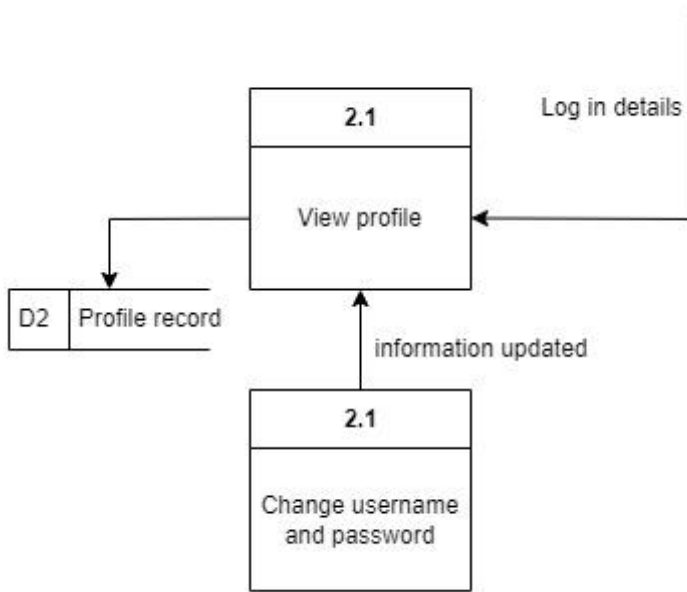 2.1
Log in details
View profile
D2
Profile record
information updated
2.1
Change username
and password